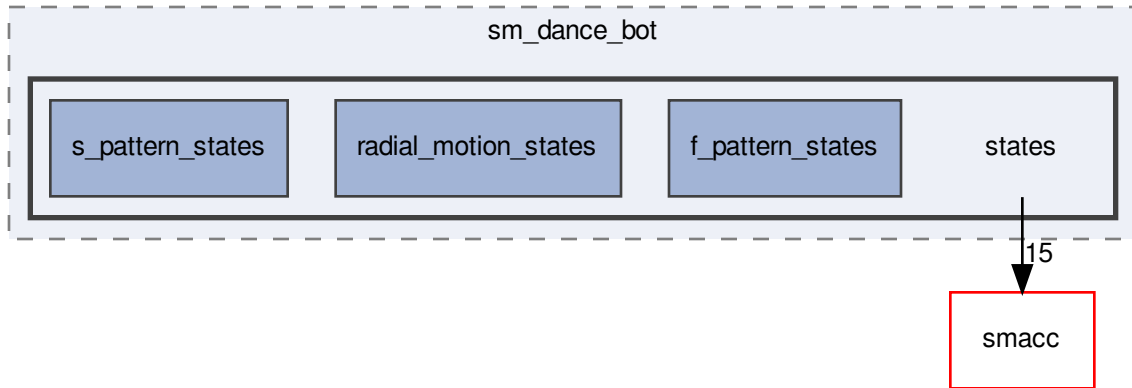 sm_dance_bot
s_pattern_states
radial_motion_states
f_pattern_states
states
15
smacc